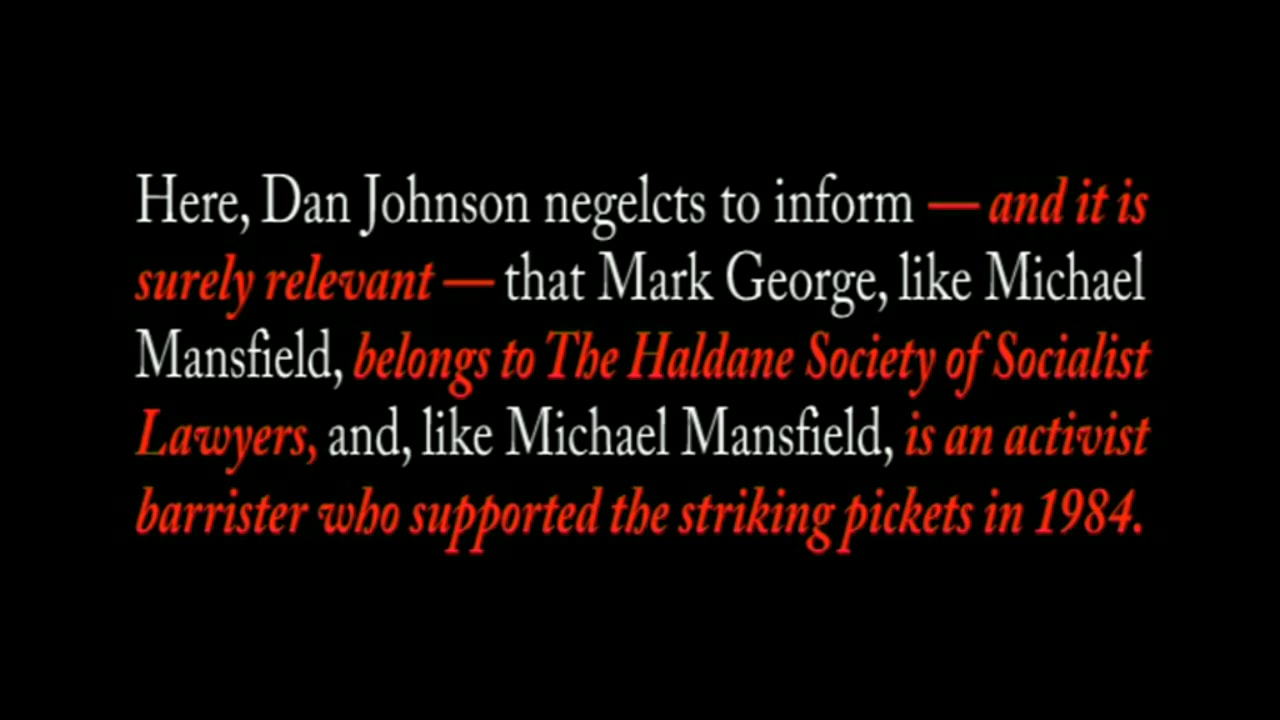 Here, Dan Johnson negelcts to inform — and it is
surely relevant — that Mark George, like Michael
Mansfield, belongs to The Haldane Society of Socialist
Lawyers, and, like Michael Mansfield, is an activist
barrister who supported the striking pickets in 1984.